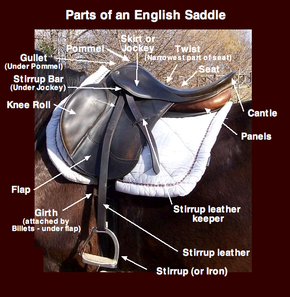 Parts of an English Saddle
Skirt or
Jockey
Pommel
Twist
(Narrowest part of seat)
Gullet
(Under Pommel)
Seat
Stirrup Bar
(Under Jockey)
Knee Roll
Cantle
Panels
Flap
Girth
(attached by
Billets - under flap)
Stirrup leather
keeper
Stirrup leather
Stirrup (or Iron)